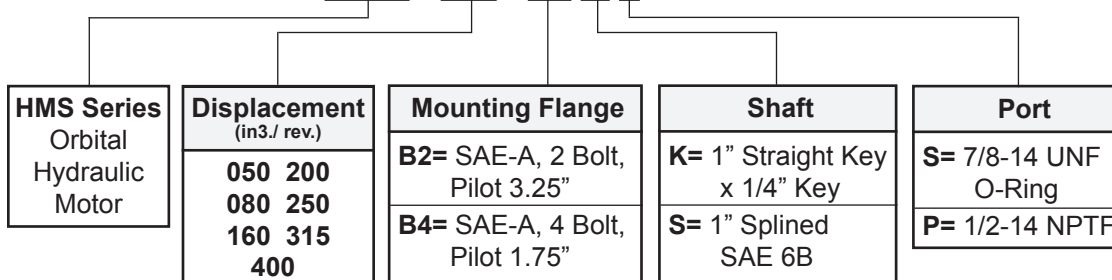 HMS Series
Orbital
Hydraulic
Motor
Displacement
(in3./ rev.)
050 200
080 250
160 315
400
Mounting Flange
B2= SAE-A, 2 Bolt,
Pilot 3.25”
B4= SAE-A, 4 Bolt,
Pilot 1.75”
Shaft
K= 1” Straight Key
x 1/4” Key
S= 1” Splined
SAE 6B
Port
S= 7/8-14 UNF
O-Ring
P= 1/2-14 NPTF